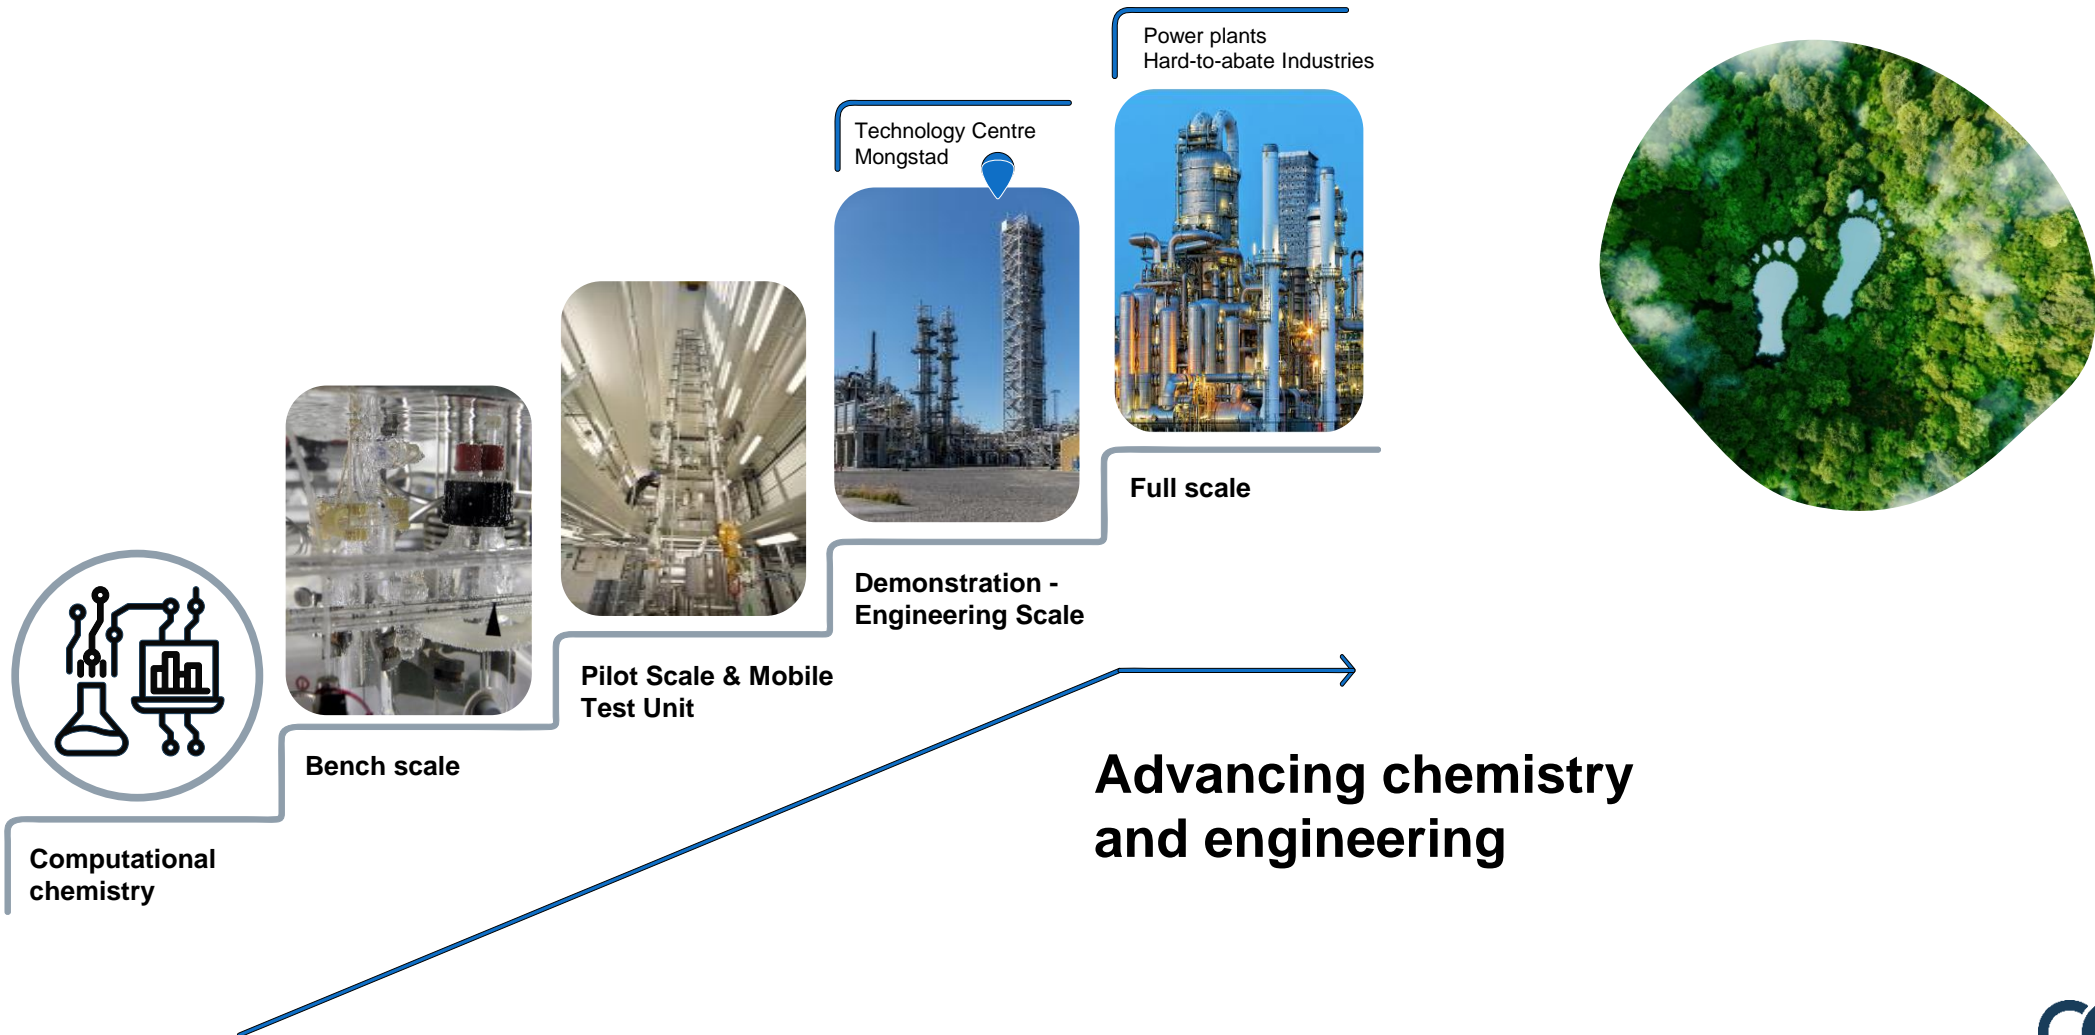 Power plants
Hard-to-abate Industries
Technology Centre
Mongstad
Full scale
Demonstration -
Engineering Scale
Pilot Scale & Mobile
Test Unit
Bench scale
Computational
chemistry
Advancing chemistry
and engineering